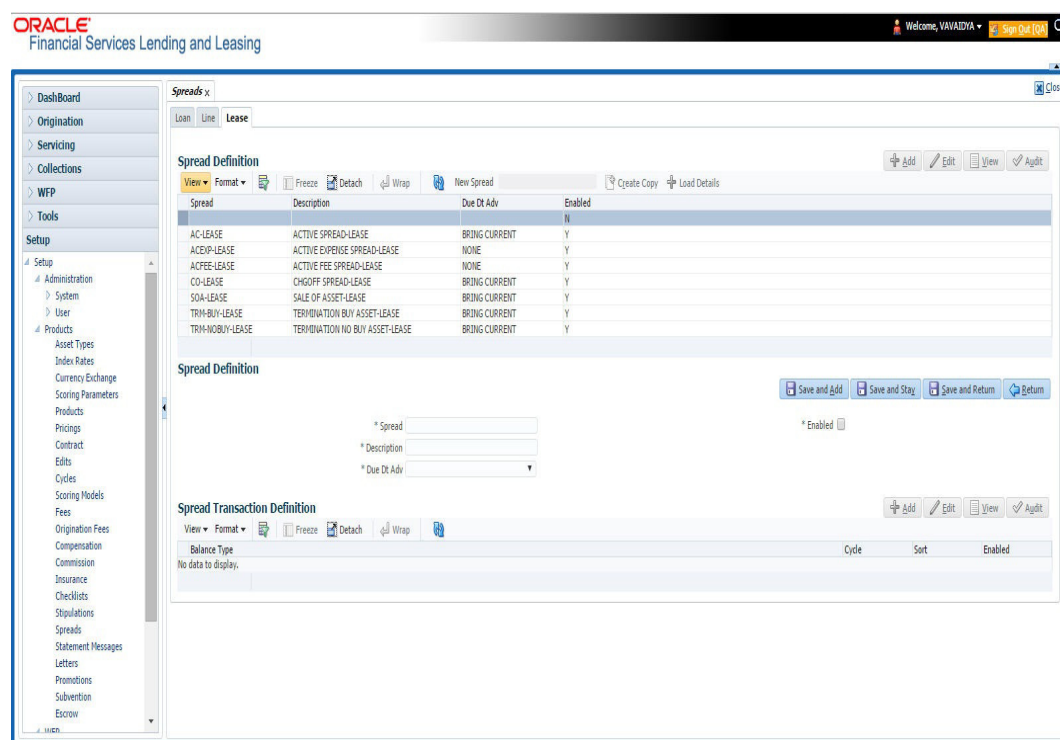 ORACLE'
Financial Services Lending and Leasing
Welcome, VAVAIDYA
Sign Out [QA]
DashBoard
Origination
Servicing
Collections
WFP
Tools
Setup
Setup
Administration
System
User
Products
Asset Types
Index Rates
Currency Exchange
Scoring Parameters
Products
Pricings
Contract
Edits
Cycles
Scoring Models
Fees
Origination Fees
Compensation
Commission
Insurance
Checklists
Stipulations
Spreads
Statement Messages
Letters
Promotions
Subvention
Escrow
WFP
Spreads x
Clos
Loan Line Lease
Spread Definition
Add Edit View Audit
View Format Freeze Detach Wrap New Spread Create Copy Load Details
Spread Description Due Dt Adv Enabled
N
AC-LEASE ACTIVE SPREAD-LEASE BRING CURRENT Y
ACEXP-LEASE ACTIVE EXPENSE SPREAD-LEASE NONE Y
ACFEE-LEASE ACTIVE FEE SPREAD-LEASE NONE Y
CO-LEASE CHGOFF SPREAD-LEASE BRING CURRENT Y
SOA-LEASE SALE OF ASSET-LEASE BRING CURRENT Y
TRM-BUY-LEASE TERMINATION BUY ASSET-LEASE BRING CURRENT Y
TRM-NOBUY-LEASE TERMINATION NO BUY ASSET-LEASE BRING CURRENT Y
Spread Definition
Save and Add Save and Stay Save and Return Return
* Spread
* Enabled
* Description
* Due Dt Adv
Spread Transaction Definition
Add Edit View Audit
View Format Freeze Detach Wrap
Balance Type Cycle Sort Enabled
No data to display.